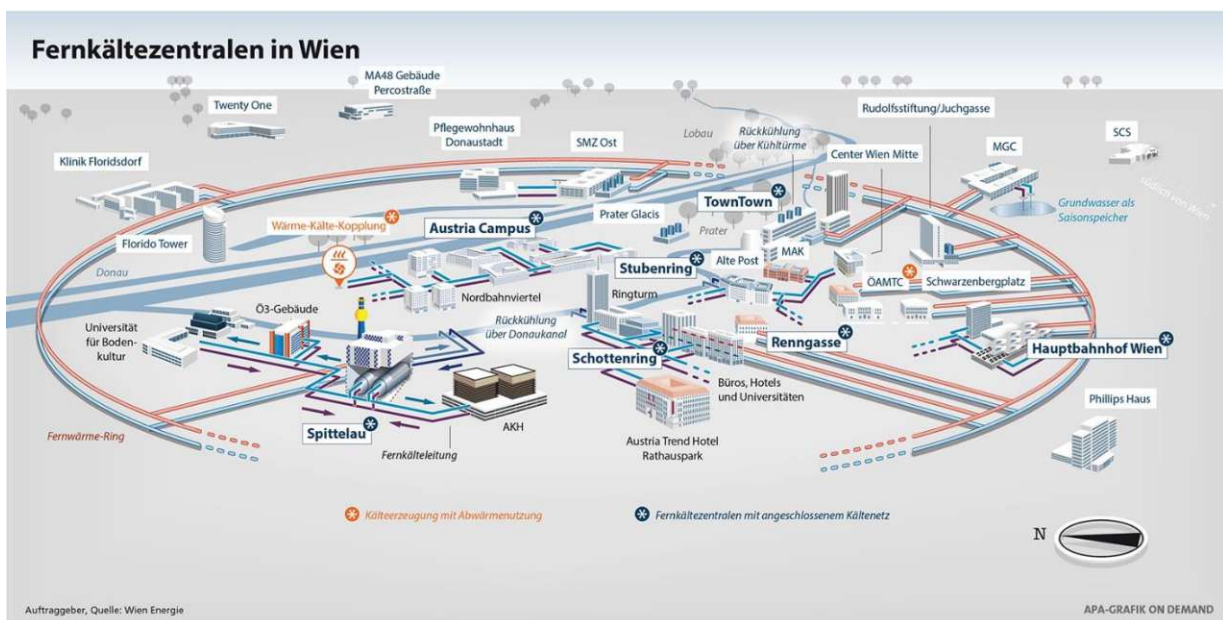 Fernkältezentralen in Wien
MA48 Gebäude
Percostraße
Twenty One
Rudolfsstiftung/Juchgasse
Pflegewohnhaus
Donaustadt
SMZ Ost
Lobau
Rückkühlung
über Kühltürme
SCS
MGC
Center Wien Mitte
Klinik Floridsdorf
südlich von Wien
TownTown
Wärme-Kälte-Kopplung
Austria Campus
Prater Glacis
Grundwasser als
Saisonspeicher
Florido Tower
Prater
MAK
Donau
Stubenring
Alte Post
ÖAMTC
Schwarzenbergplatz
Nordbahnviertel
Ringturm
Ö3-Gebäude
Universität
für Boden-
kultur
Rückkühlung
über Donaukanal
Renngasse
Hauptbahnhof Wien
Schottenring
Büros, Hotels
und Universitäten
Phillips Haus
Fernwärme-Ring
Spittelau
AKH
Fernkälteleitung
Austria Trend Hotel
Rathauspark
Kälteerzeugung mit Abwärmenutzung
Fernkältezentralen mit angeschlossenem Kältenetz
N
Auftraggeber, Quelle: Wien Energie
APA-GRAFIK ON DEMAND